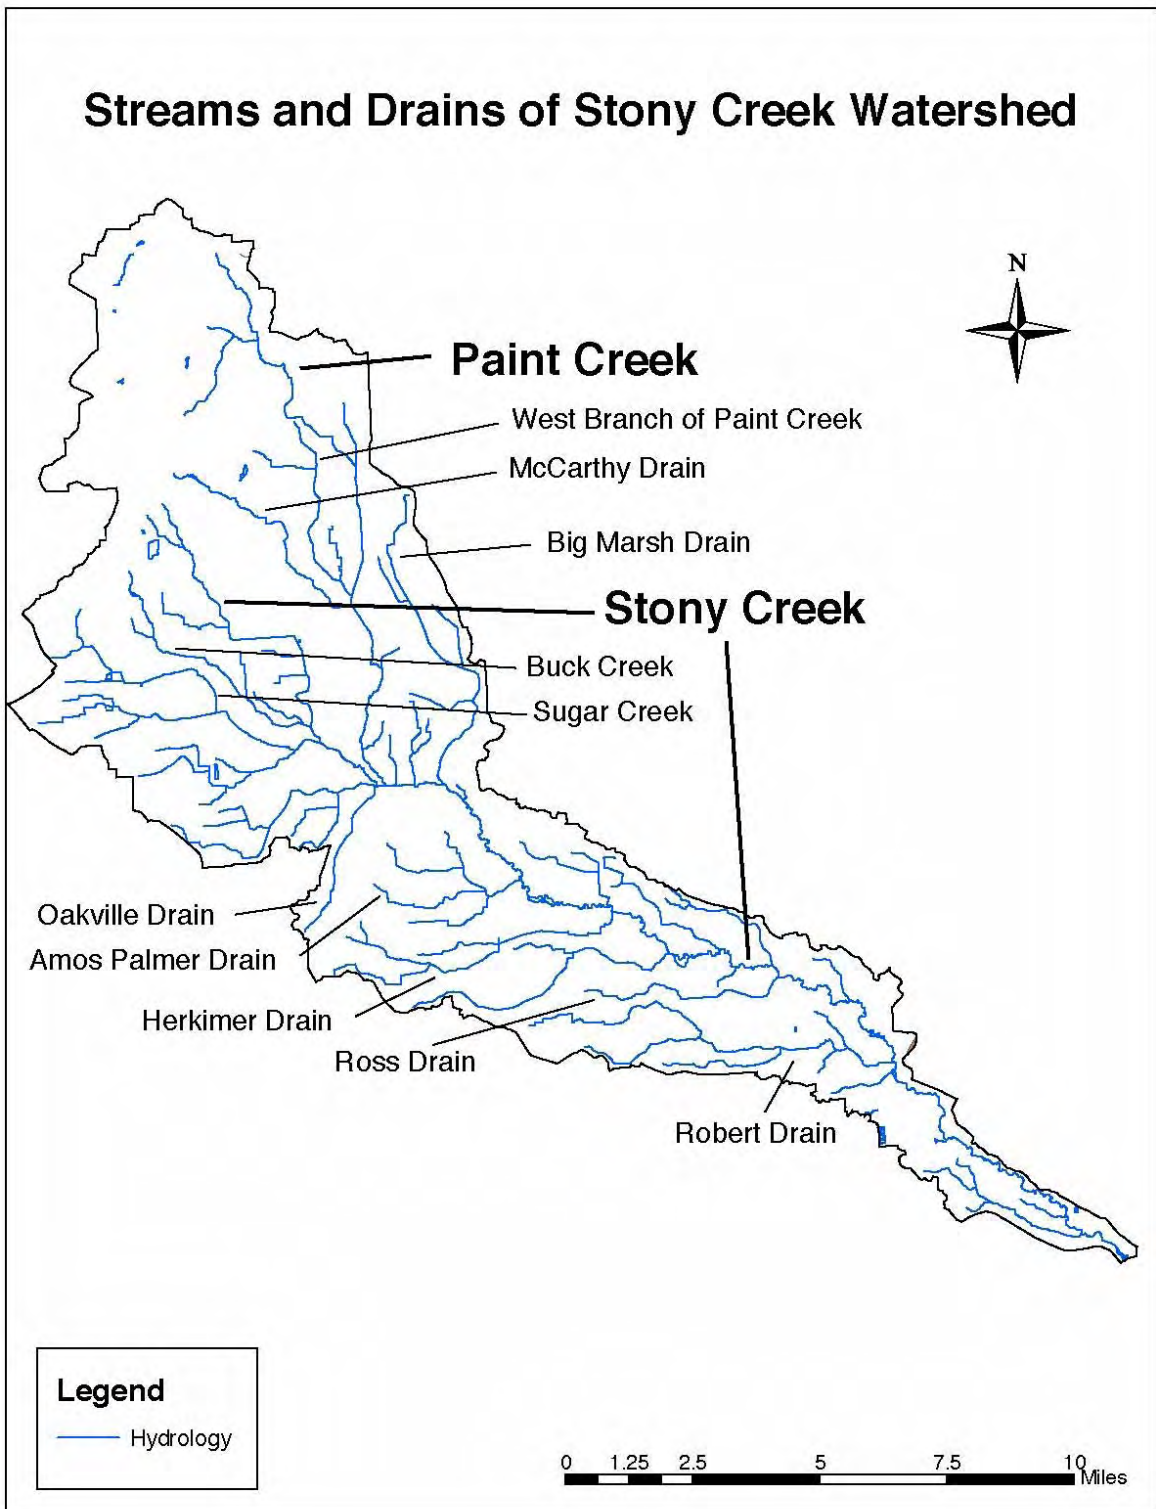 Streams and Drains of Stony Creek Watershed
N
Paint Creek
West Branch of Paint Creek
McCarthy Drain
Big Marsh Drain
Stony Creek
Buck Creek
Sugar Creek
Oakville Drain
Amos Palmer Drain
Herkimer Drain
Ross Drain
Robert Drain
Legend
Hydrology
0 1.25 2.5 5 7.5 10
Miles